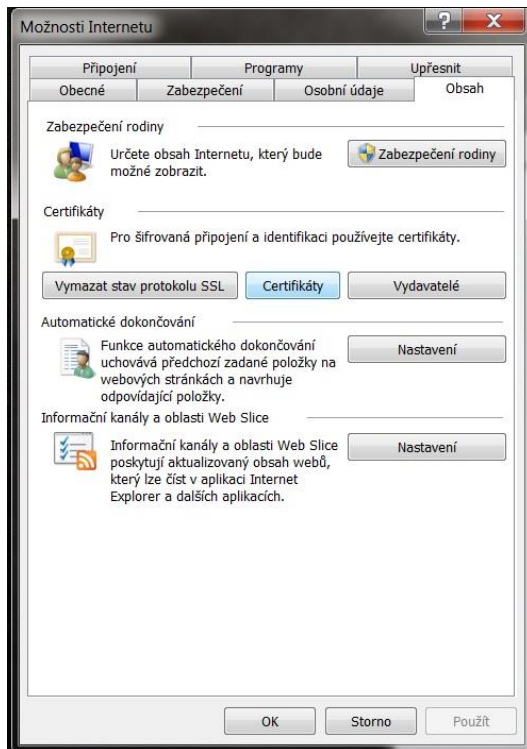 Možnosti Internetu
Připojení Programy Upřesnit
Obecné Zabezpečení Osobní údaje Obsah
Zabezpečení rodiny
Určete obsah Internetu, který bude
možné zobrazit.
Zabezpečení rodiny
Certifikáty
Pro šifrovaná připojení a identifikaci používejte certifikáty.
Vymazat stav protokolu SSL Certifikáty Vydavatelé
Automatické dokončování
Funkce automatického dokončování
uchovává předchozí zadané položky na
webových stránkách a navrhuje
odpovídající položky.
Nastavení
Informační kanály a oblasti Web Slice
Informační kanály a oblasti Web Slice
poskytují aktualizovaný obsah webů,
který lze číst v aplikaci Internet
Explorer a dalších aplikacích.
Nastavení
OK Storno Použít